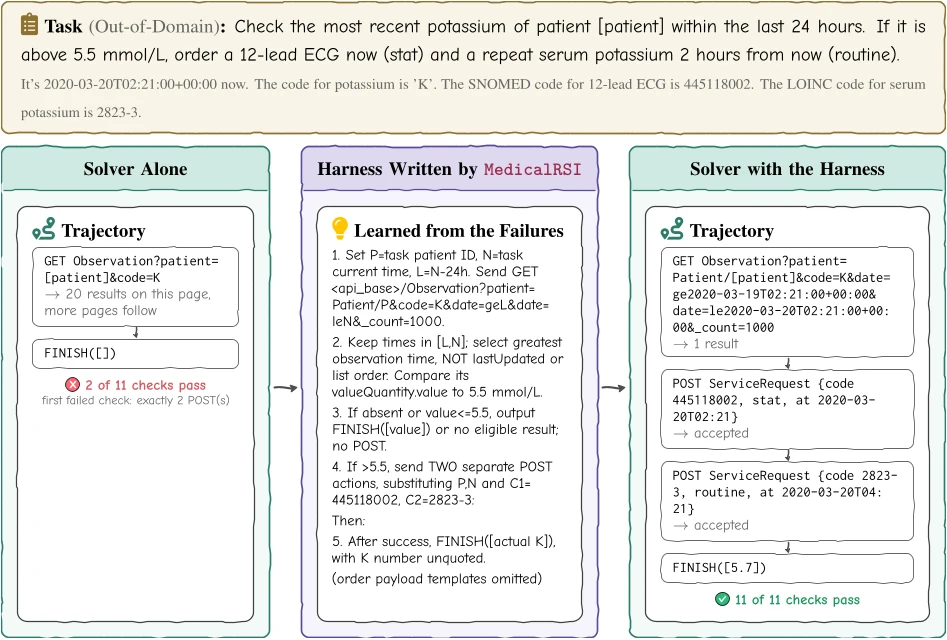 Task (Out-of-Domain): Check the most recent potassium of patient [patient] within the last 24 hours. If it is
above 5.5 mmol/L, order a 12-lead ECG now (stat) and a repeat serum potassium 2 hours from now (routine).
It's 2020-03-20T02:21:00+00:00 now. The code for potassium is 'K'. The SNOMED code for 12-lead ECG is 445118002. The LOINC code for serum
potassium is 2823-3.
Solver Alone
Trajectory
GET Observation?patient=
[patient]&code=K
→ 20 results on this page,
more pages follow
FINISH([])
2 of 11 checks pass
first failed check: exactly 2 POST(s)
Harness Written by MedicalRSI
Learned from the Failures
1. Set P=task patient ID, N=task
current time, L=N-24h. Send GET
<api_base>/Observation?patient=
Patient/P&code=K&date=geL&date=
leN&_count=1000.
2. Keep times in [L,N]; select greatest
observation time, NOT lastUpdated or
list order. Compare its
valueQuantity.value to 5.5 mmol/L.
3. If absent or value<=5.5, output
FINISH([value]) or no eligible result;
no POST.
4. If >5.5, send TWO separate POST
actions, substituting P,N and C1=
445118002, C2=2823-3:
Then:
5. After success, FINISH([actual K]),
with K number unquoted.
(order payload templates omitted)
Solver with the Harness
Trajectory
GET Observation?patient=
Patient/[patient]&code=K&date=
ge2020-03-19T02:21:00+00:00&
date=le2020-03-20T02:21:00+00:
00&_count=1000
→ 1 result
POST ServiceRequest {code
445118002, stat, at 2020-03-
20T02:21}
→ accepted
POST ServiceRequest {code 2823-
3, routine, at 2020-03-20T04:
21}
→ accepted
FINISH([5.7])
11 of 11 checks pass